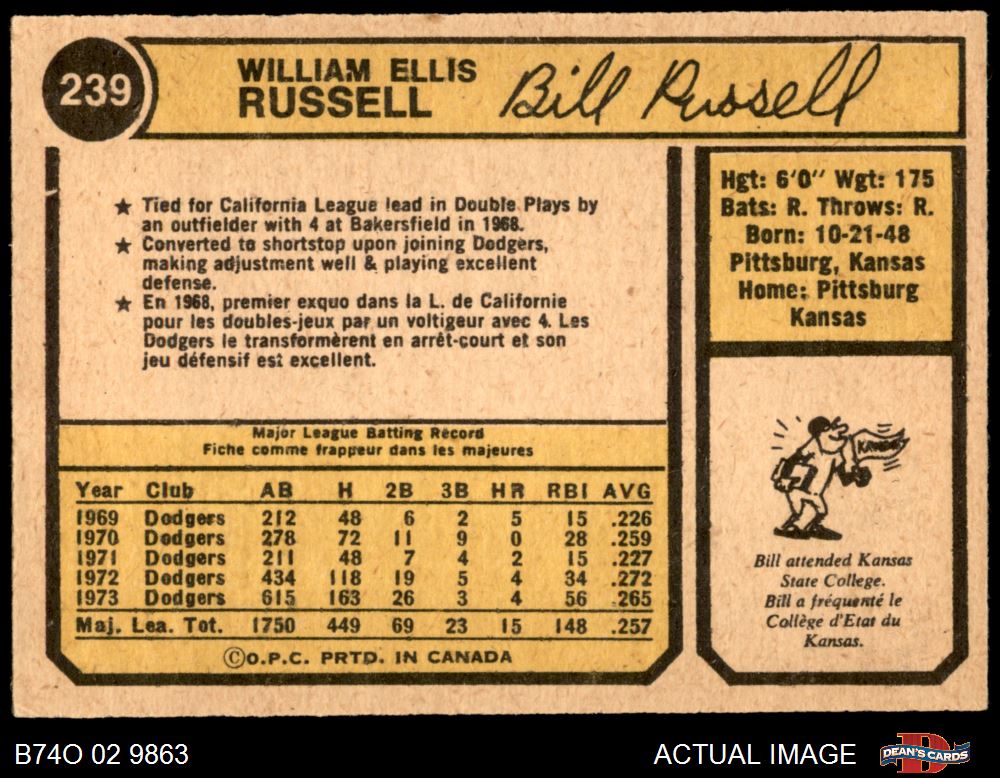 239
WILLIAM ELLIS
RUSSELL
Bill Russell
★ Tied for California League lead in Double Plays by
an outfielder with 4 at Bakersfield in 1968.
★ Converted to shortstop upon joining Dodgers,
making adjustment well & playing excellent
defense.
★ En 1968, premier exquo dans la L. de Californie
pour les doubles-jeux par un voltigeur avec 4. Les
Dodgers le transformèrent en arrêt-court et son
jeu défensif est excellent.
Major League Batting Record
Fiche comme frappeur dans les majeures
Year Club AB H 2B 3B HR RBI AVG
1969 Dodgers 212 48 6 2 5 15 .226
1970 Dodgers 278 72 11 9 0 28 .259
1971 Dodgers 211 48 7 4 2 15 .227
1972 Dodgers 434 118 19 5 4 34 .272
1973 Dodgers 615 163 26 3 4 56 .265
Maj. Lea. Tot. 1750 449 69 23 15 148 .257
©O.P.C. PRTD. IN CANADA
Hgt: 6'0" Wgt: 175
Bats: R. Throws: R.
Born: 10-21-48
Pittsburg, Kansas
Home: Pittsburg
Kansas
KANSAS
Bill attended Kansas
State College.
Bill a fréquenté le
Collège d'Etat du
Kansas.
B74O 02 9863
ACTUAL IMAGE
D
DEAN'S CARDS